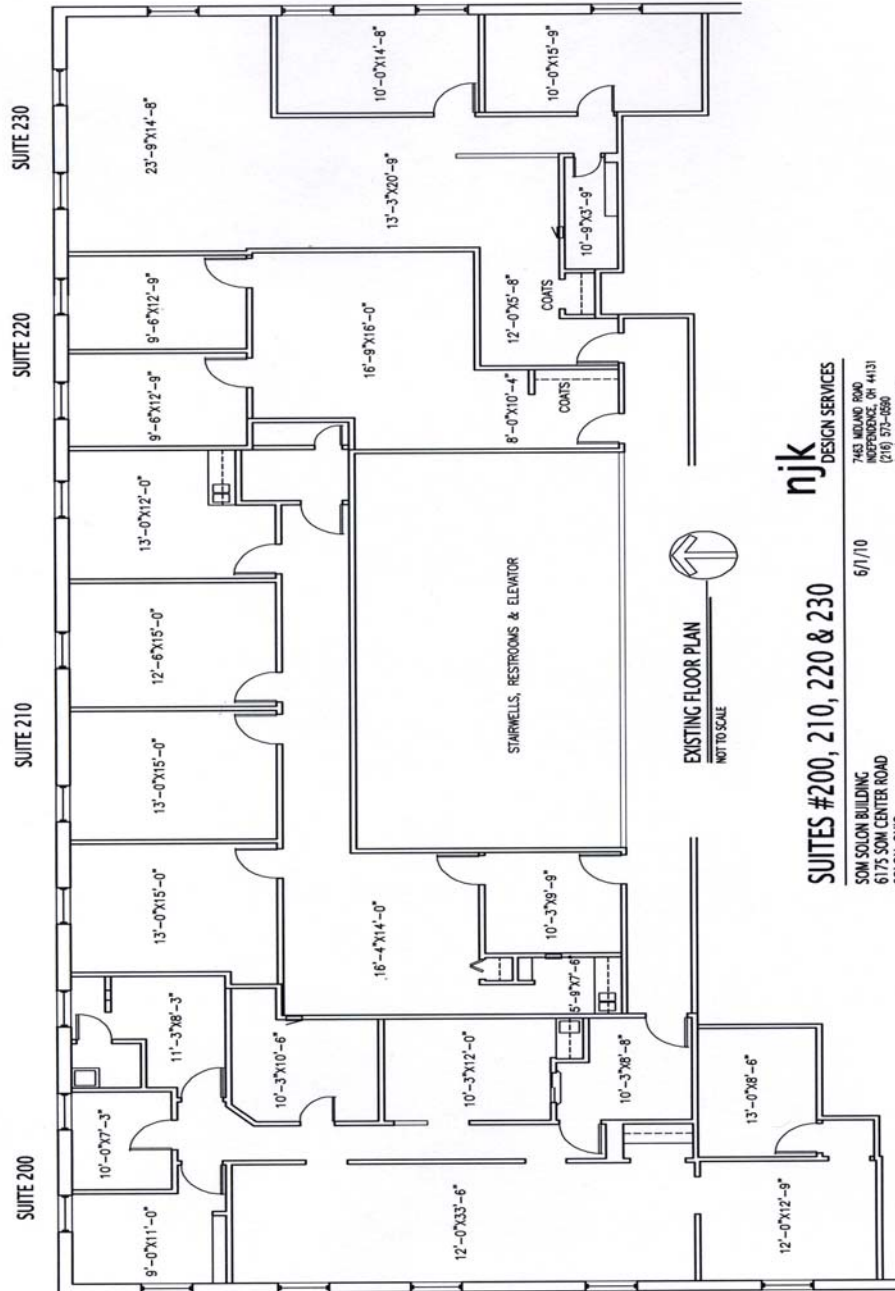 SUITE 200
SUITE 210
SUITE 220
SUITE 230
9'-0"X11'-0"
10'-0"X7'-3"
11'-3"X8'-3"
13'-0"X15'-0"
13'-0"X15'-0"
12'-6"X15'-0"
13'-0"X12'-0"
9'-6"X12'-9"
9'-6"X12'-9"
23'-9"X14'-8"
10'-0"X14'-8"
10'-0"X15'-9"
13'-3"X20'-9"
16'-9"X16'-0"
10'-3"X10'-6"
16'-4"X14'-0"
12'-0"X33'-6"
10'-3"X12'-0"
10'-3"X9'-9"
5'-9"X7'-6"
10'-3"X8'-8"
STAIRWELLS, RESTROOMS & ELEVATOR
8'-0"X10'-4"
COATS
12'-0"X5'-8"
COATS
10'-9"X3'-9"
13'-0"X8'-6"
12'-0"X12'-9"
EXISTING FLOOR PLAN
NOT TO SCALE
SUITES #200, 210, 220 & 230
SOM SOLON BUILDING
6175 SOM CENTER ROAD
6/1/10
njk
DESIGN SERVICES
7463 MIDLAND ROAD
INDEPENDENCE, OH 44131
(216) 573-0590